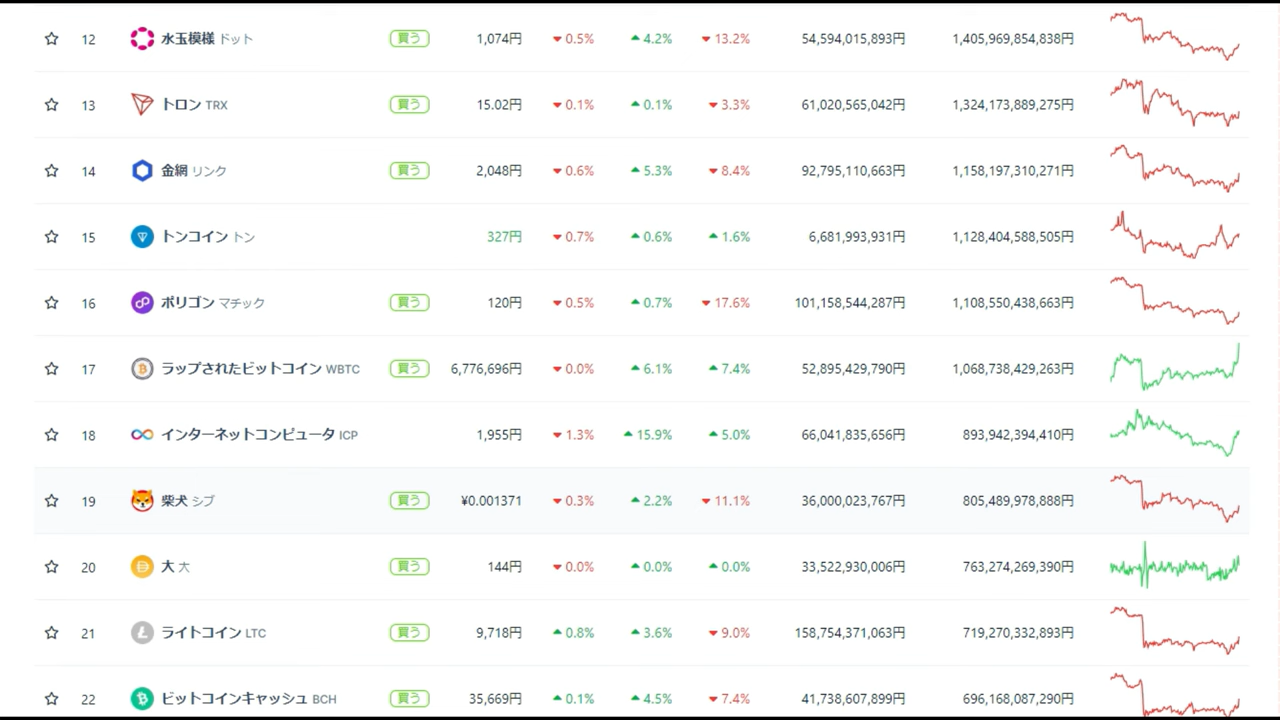 12 水玉模様 ドット 買う 1,074円 0.5% 4.2% 13.2% 54,594,015,893円 1,405,969,854,838円
13 トロン TRX 買う 15.02円 0.1% 0.1% 3.3% 61,020,565,042円 1,324,173,889,275円
14 金網 リンク 買う 2,048円 0.6% 5.3% 8.4% 92,795,110,663円 1,158,197,310,271円
15 トンコイン トン 327円 0.7% 0.6% 1.6% 6,681,993,931円 1,128,404,588,505円
16 ポリゴン マチック 買う 120円 0.5% 0.7% 17.6% 101,158,544,287円 1,108,550,438,663円
17 ラップされたビットコイン WBTC 買う 6,776,696円 0.0% 6.1% 7.4% 52,895,429,790円 1,068,738,429,263円
18 インターネットコンピュータ ICP 1,955円 1.3% 15.9% 5.0% 66,041,835,656円 893,942,394,410円
19 柴犬 シブ 買う ¥0.001371 0.3% 2.2% 11.1% 36,000,023,767円 805,489,978,888円
20 大 大 買う 144円 0.0% 0.0% 0.0% 33,522,930,006円 763,274,269,390円
21 ライトコイン LTC 買う 9,718円 0.8% 3.6% 9.0% 158,754,371,063円 719,270,332,893円
22 ビットコインキャッシュ BCH 買う 35,669円 0.1% 4.5% 7.4% 41,738,607,899円 696,168,087,290円